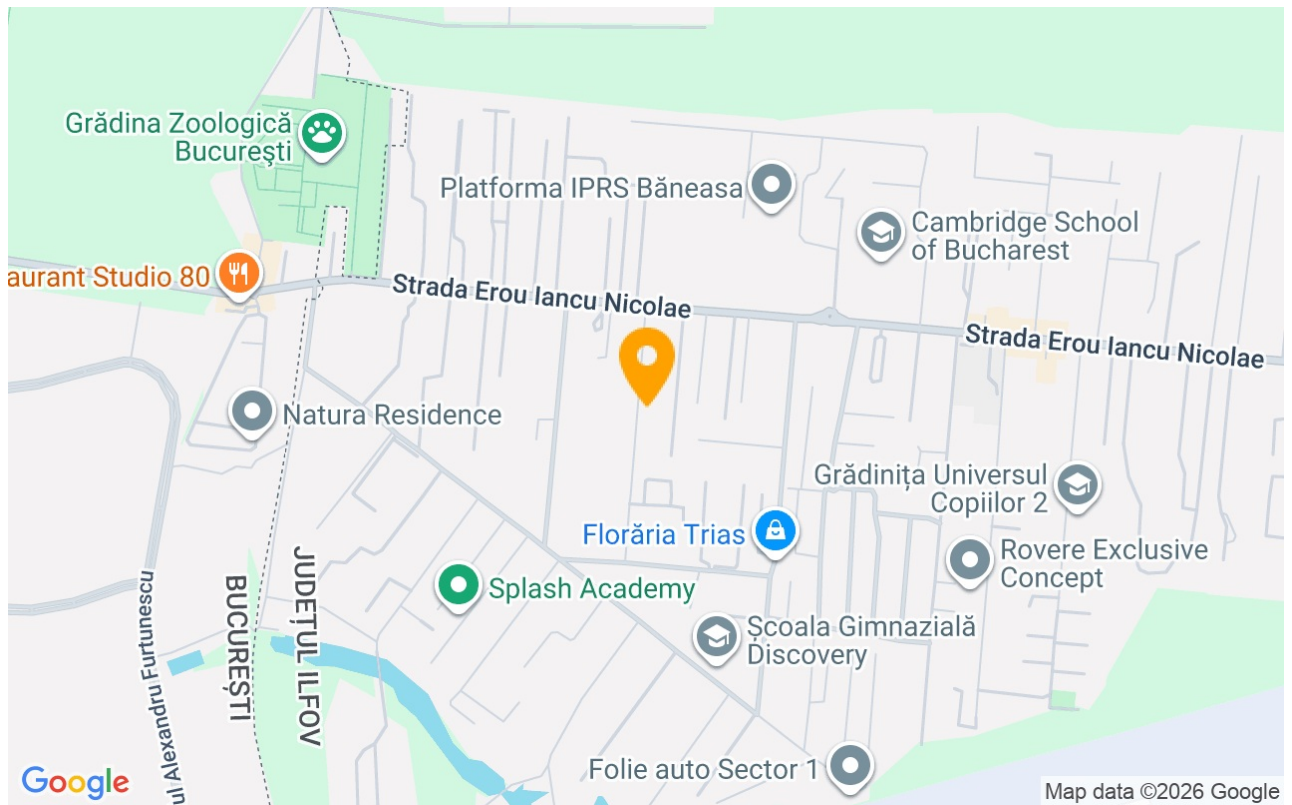 Grădina Zoologică
București
Platforma IPRS Băneasa
Cambridge School
of Bucharest
aurant Studio 80
Strada Erou Iancu Nicolae
Strada Erou Iancu Nicolae
Natura Residence
Grădinița Universul
Copiilor 2
Florăria Trias
Rovere Exclusive
Concept
JUDEȚUL ILFOV
BUCUREȘTI
Splash Academy
Școala Gimnazială
Discovery
ul Alexandru Furtunescu
Folie auto Sector 1
Google
Map data ©2026 Google